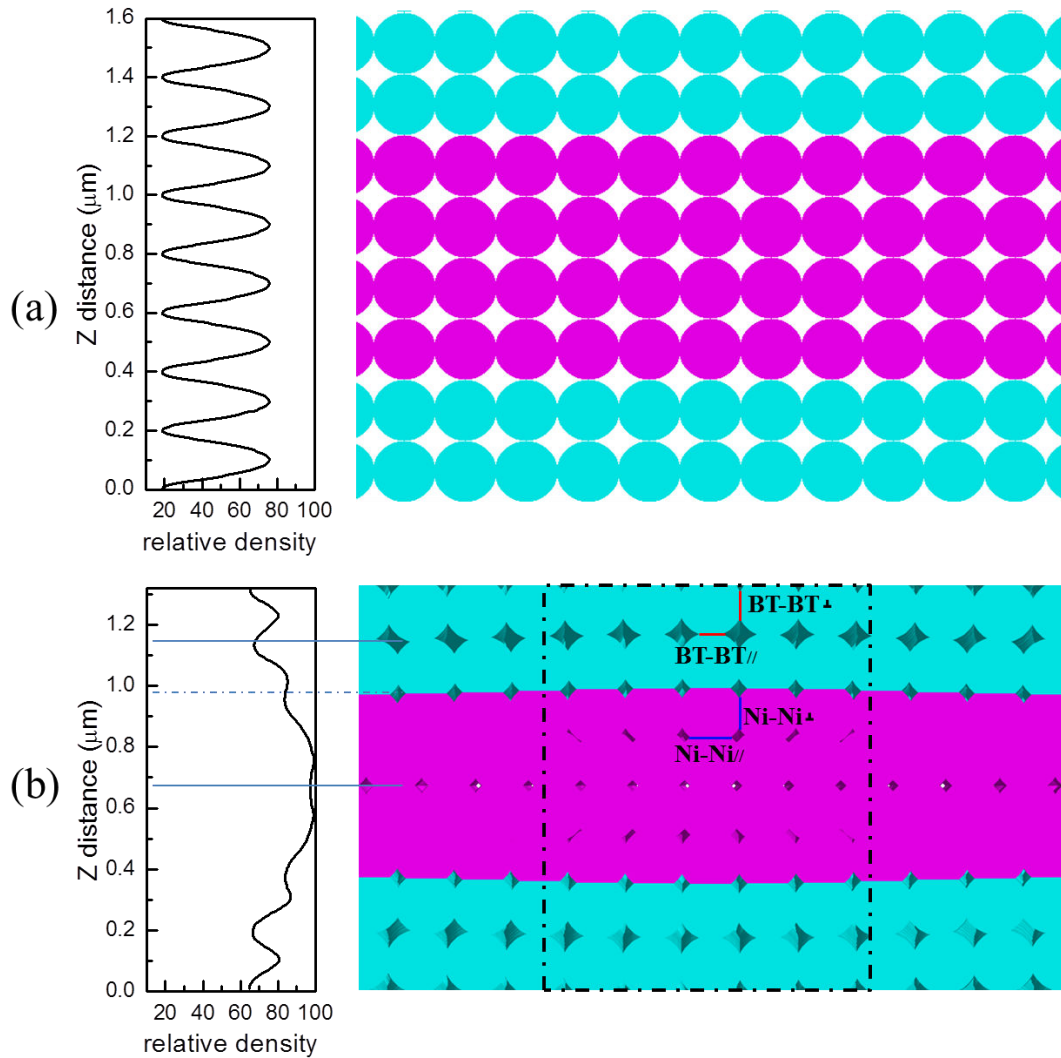 (a)
Z distance (μm)
1.6
1.4
1.2
1.0
0.8
0.6
0.4
0.2
0.0
20 40 60 80 100
relative density
(b)
Z distance (μm)
1.2
1.0
0.8
0.6
0.4
0.2
0.0
20 40 60 80 100
relative density
BT-BT⊥
BT-BT//
Ni-Ni⊥
Ni-Ni//